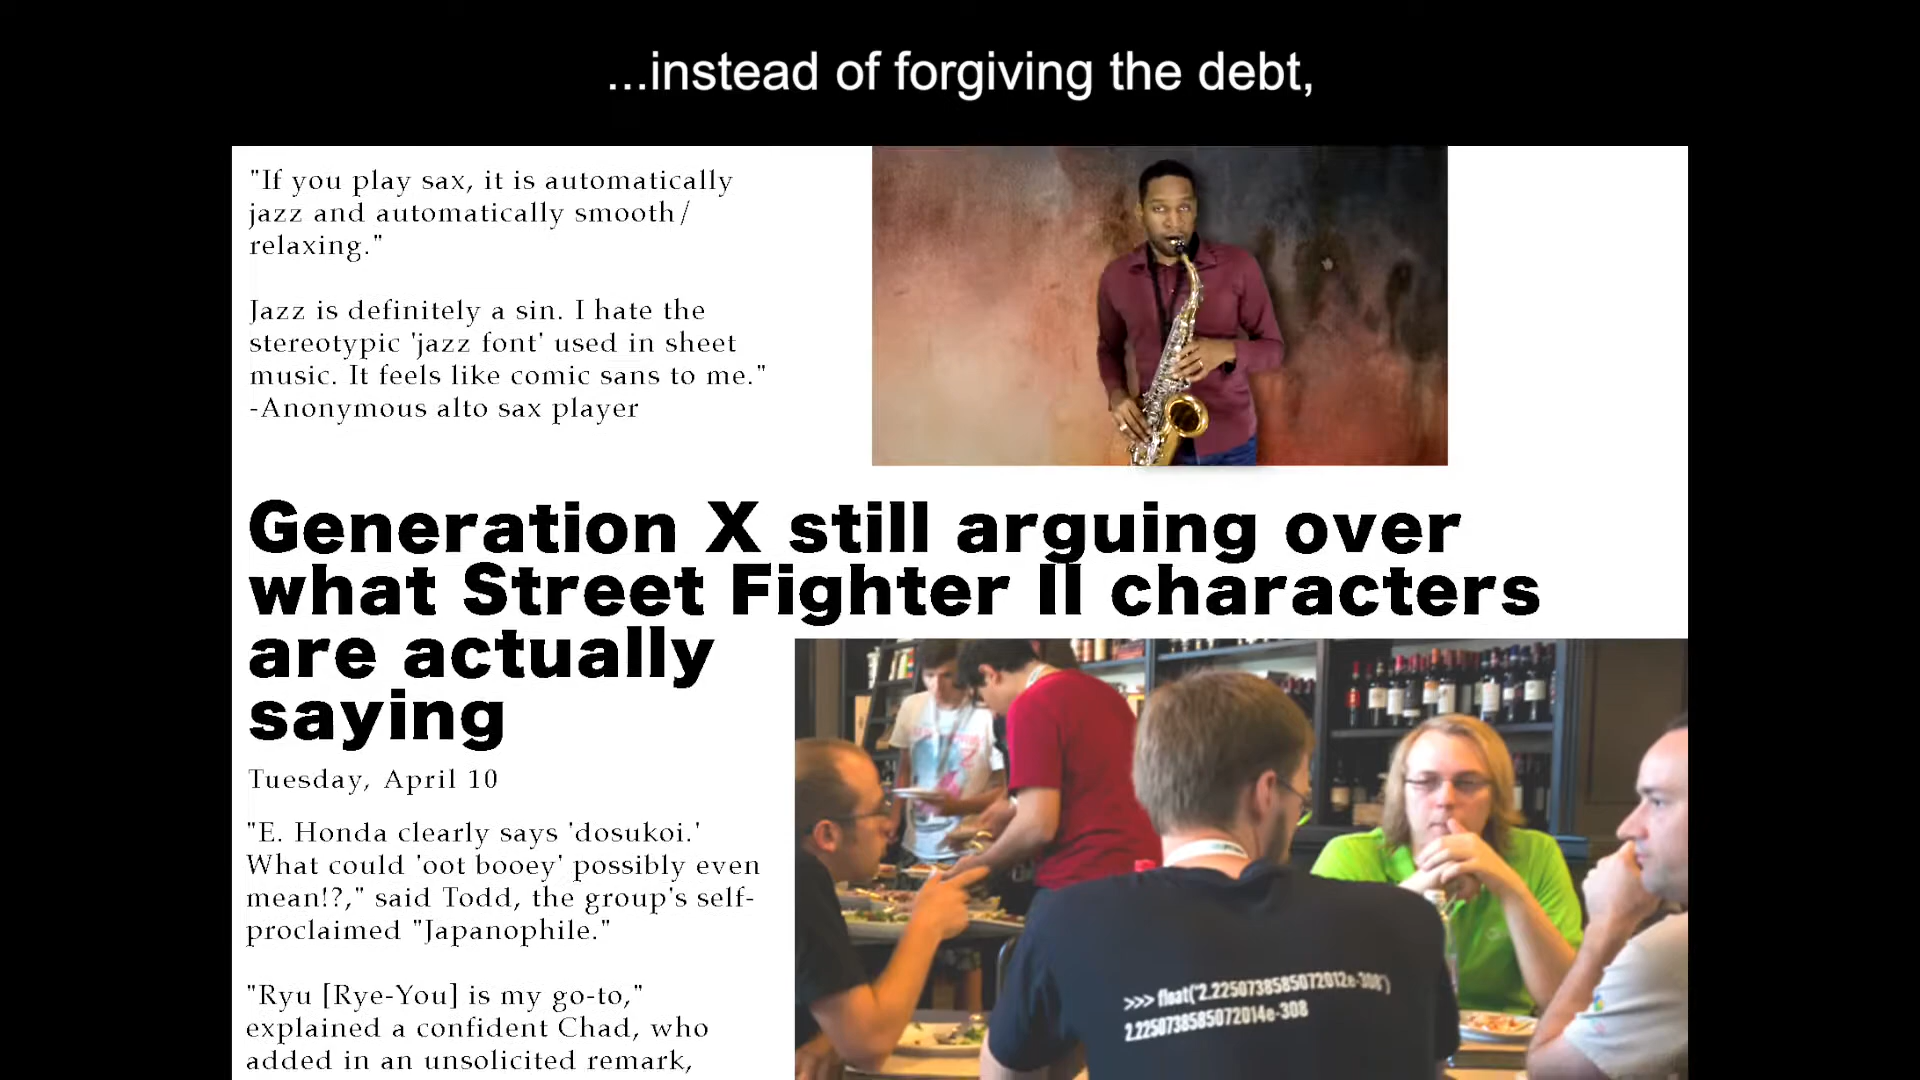 ...instead of forgiving the debt,
"If you play sax, it is automatically
jazz and automatically smooth/
relaxing."
Jazz is definitely a sin. I hate the
stereotypic 'jazz font' used in sheet
music. It feels like comic sans to me."
-Anonymous alto sax player
Generation X still arguing over
what Street Fighter II characters
are actually
saying
Tuesday, April 10
"E. Honda clearly says 'dosukoi.'
What could 'oot booey' possibly even
mean!?," said Todd, the group's self-
proclaimed "Japanophile."
"Ryu [Rye-You] is my go-to,"
explained a confident Chad, who
added in an unsolicited remark,
>>> float('2.2250738585072012e-308')
2.2250738585072014e-308